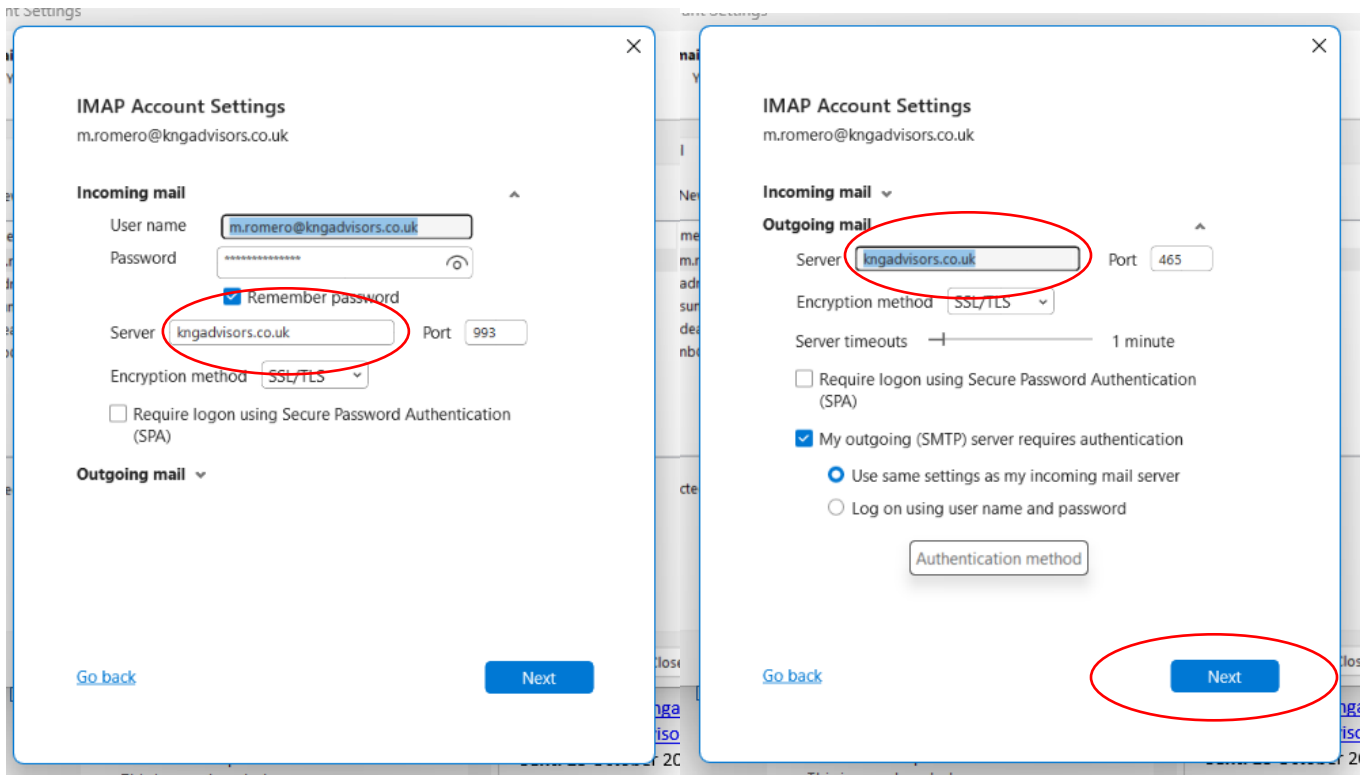 nt Settings
IMAP Account Settings
m.romero@kngadvisors.co.uk
Incoming mail
User name m.romero@kngadvisors.co.uk
Password **************
Remember password
Server kngadvisors.co.uk Port 993
Encryption method SSL/TLS
Require logon using Secure Password Authentication
(SPA)
Outgoing mail
Go back Next
IMAP Account Settings
m.romero@kngadvisors.co.uk
Incoming mail
Outgoing mail
Server kngadvisors.co.uk Port 465
Encryption method SSL/TLS
Server timeouts 1 minute
Require logon using Secure Password Authentication
(SPA)
My outgoing (SMTP) server requires authentication
Use same settings as my incoming mail server
Log on using user name and password
Authentication method
Go back Next